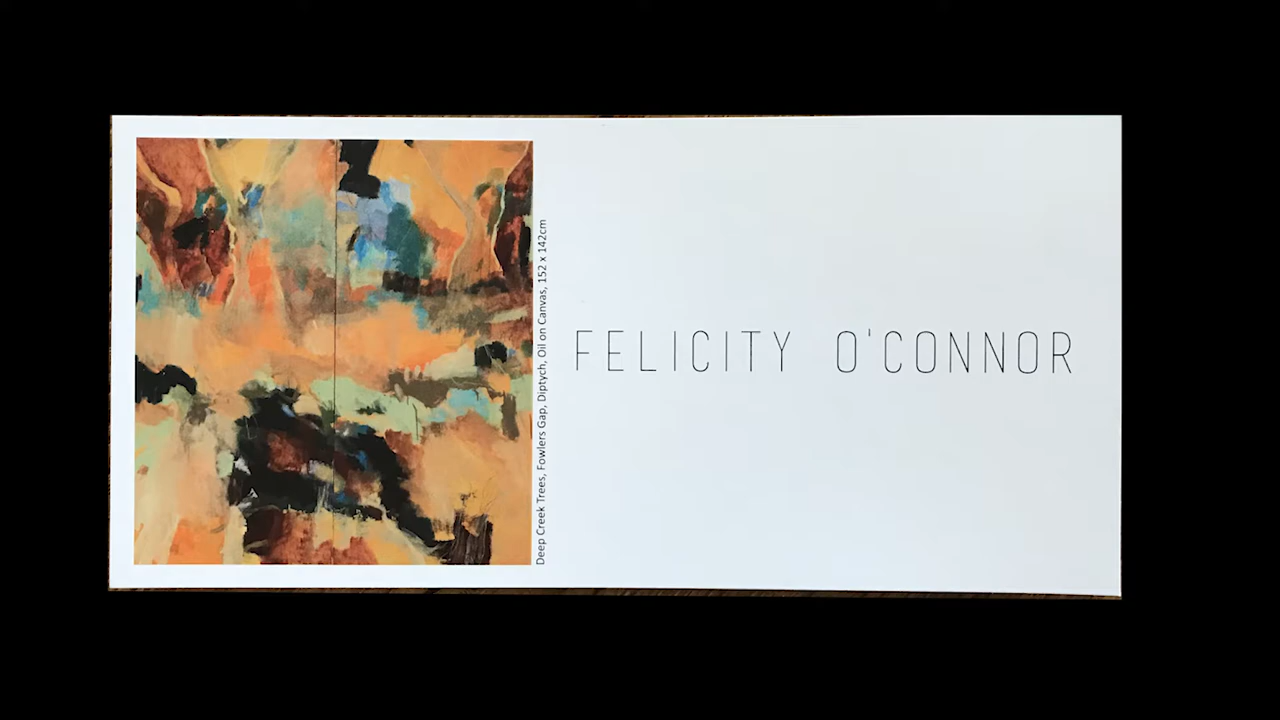 Deep Creek Trees, Fowlers Gap, Diptych, Oil on Canvas, 152 x 142cm
FELICITY O'CONNOR